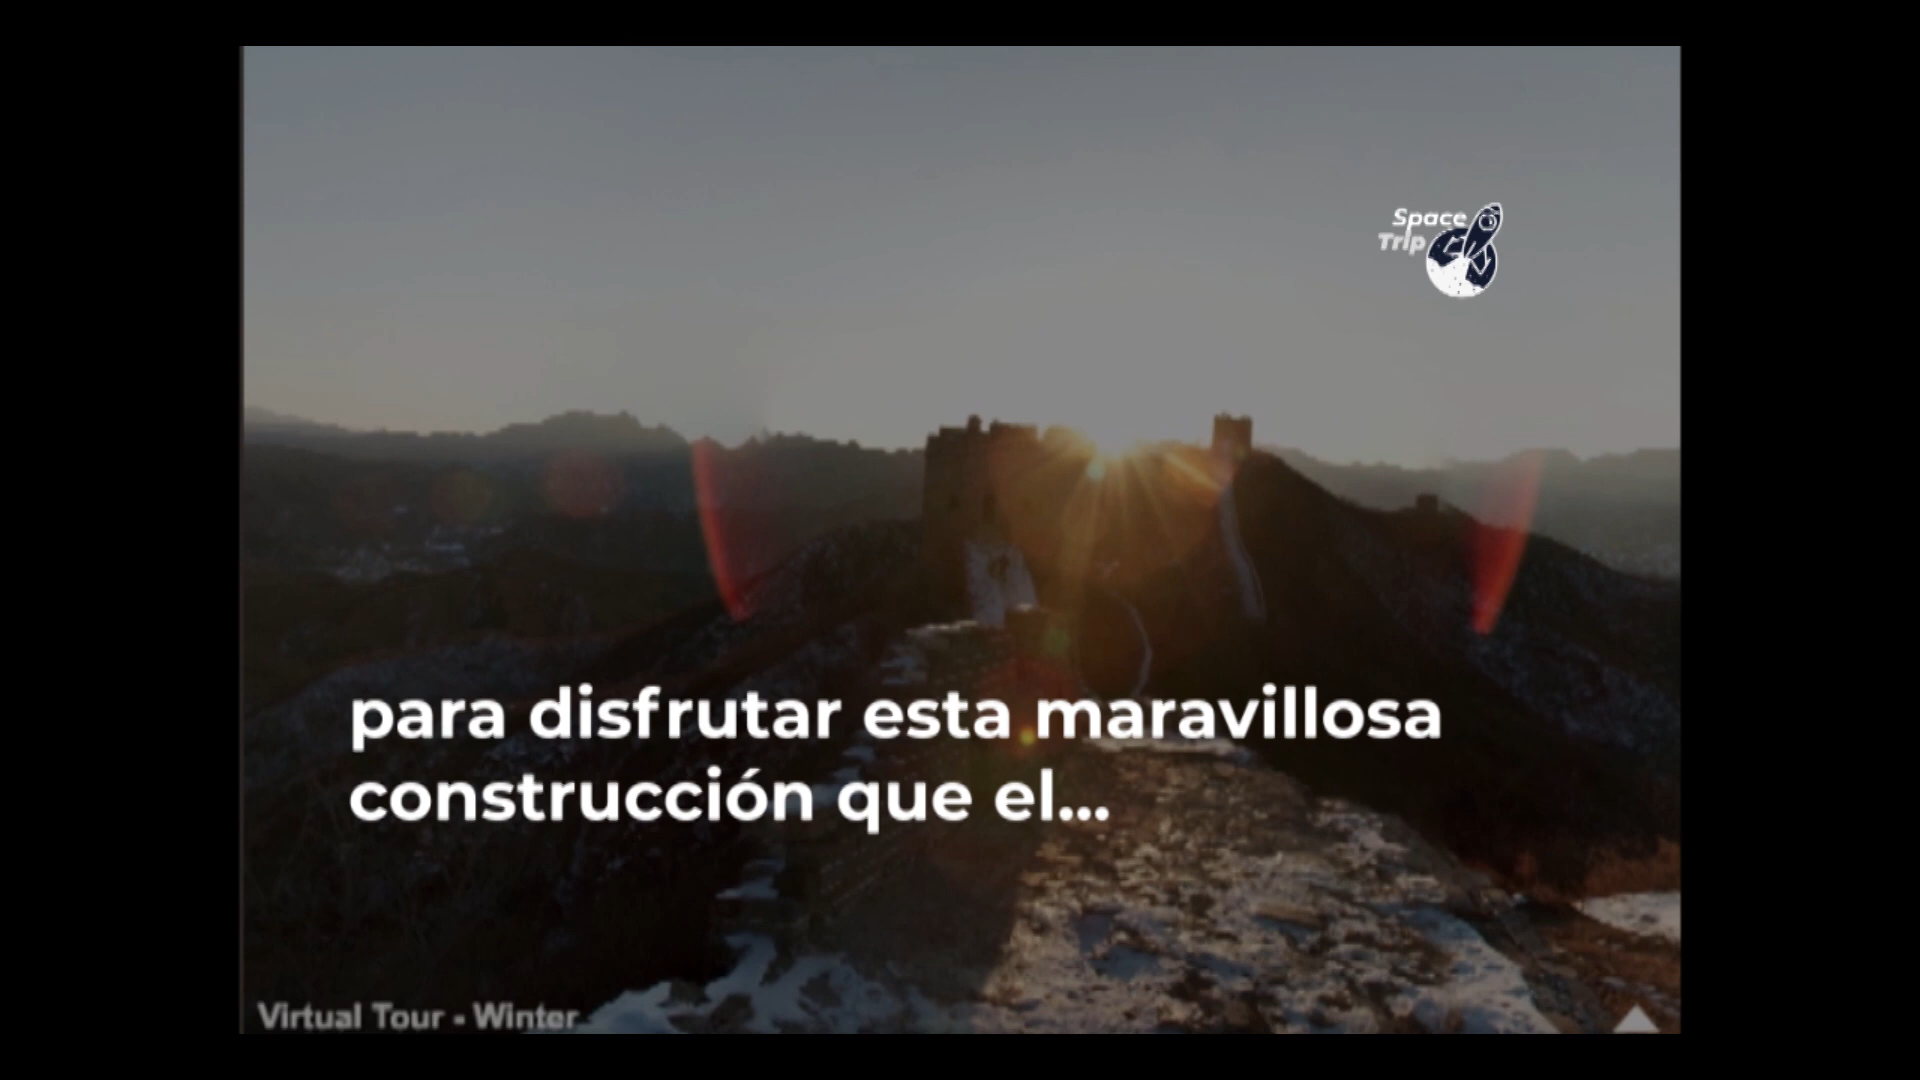 Space
Trip
para disfrutar esta maravillosa
construcción que el...
Virtual Tour - Winter